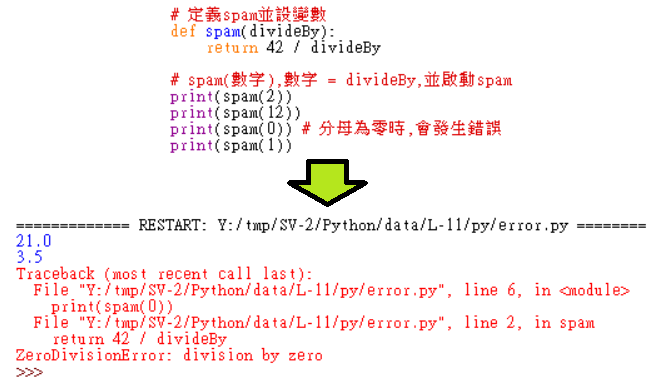 # 定義spam並設變數
def spam(divideBy):
    return 42 / divideBy
# spam(數字),數字 = divideBy,並啟動spam
print(spam(2))
print(spam(12))
print(spam(0)) # 分母為零時,會發生錯誤
print(spam(1))
============= RESTART: Y:/tmp/SV-2/Python/data/L-11/py/error.py ========
21.0
3.5
Traceback (most recent call last):
  File "Y:/tmp/SV-2/Python/data/L-11/py/error.py", line 6, in <module>
    print(spam(0))
  File "Y:/tmp/SV-2/Python/data/L-11/py/error.py", line 2, in spam
    return 42 / divideBy
ZeroDivisionError: division by zero
>>>